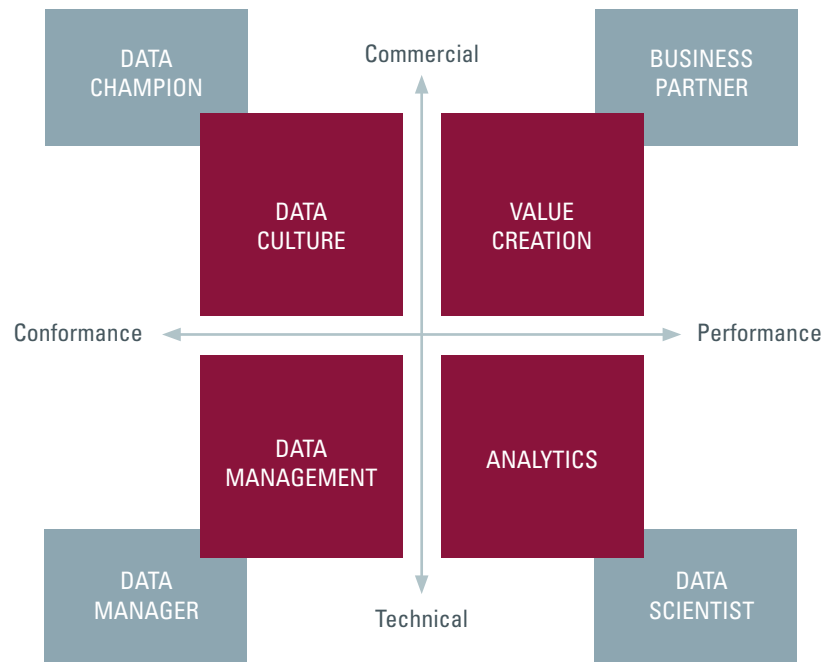 DATA
CHAMPION
Commercial
BUSINESS
PARTNER
DATA
CULTURE
VALUE
CREATION
Conformance
Performance
DATA
MANAGEMENT
ANALYTICS
DATA
MANAGER
Technical
DATA
SCIENTIST